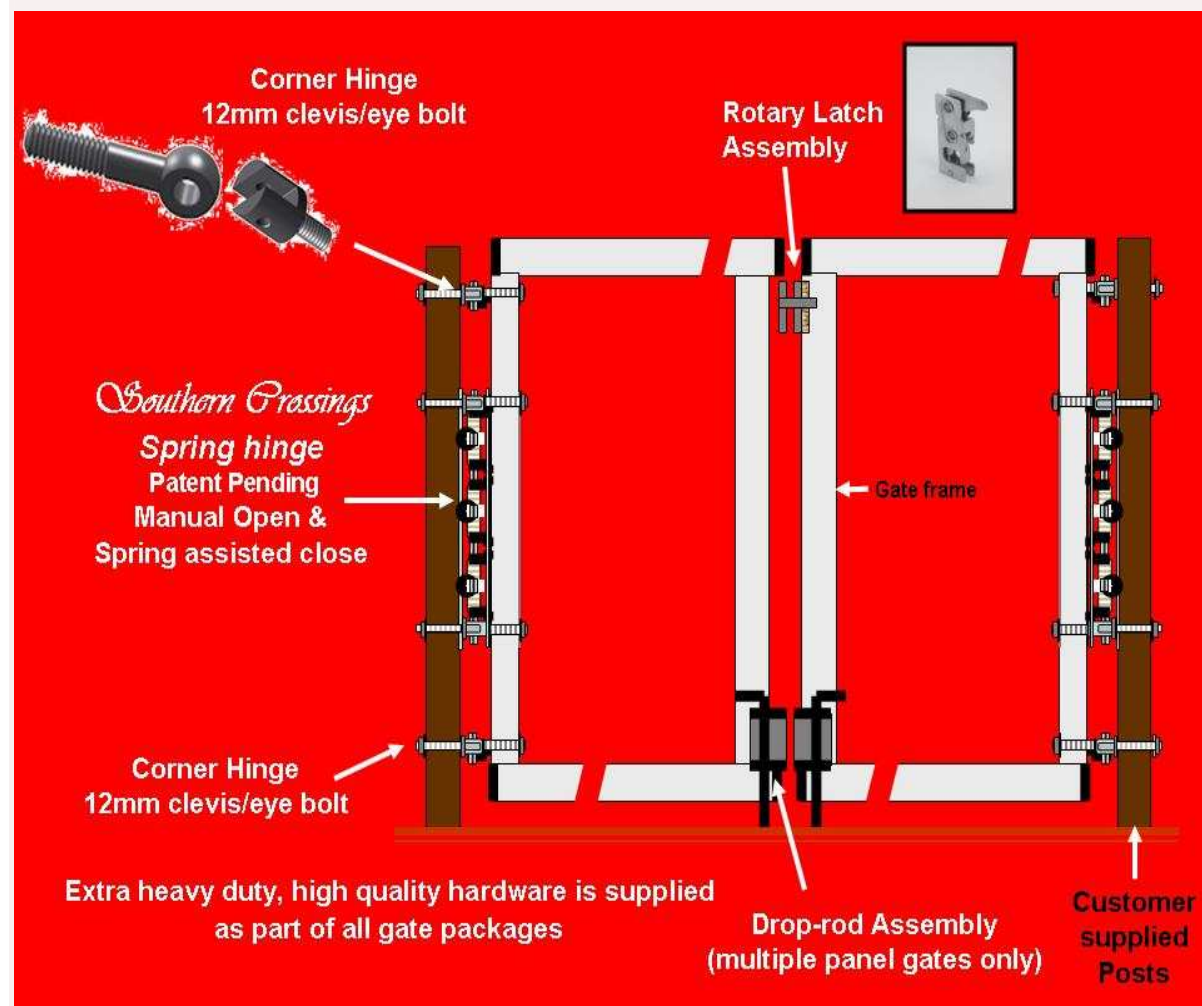 Corner Hinge
12mm clevis/eye bolt
Rotary Latch
Assembly
Southern Crossings
Spring hinge
Patent Pending
Manual Open &
Spring assisted close
Gate frame
Corner Hinge
12mm clevis/eye bolt
Extra heavy duty, high quality hardware is supplied
as part of all gate packages
Drop-rod Assembly
(multiple panel gates only)
Customer
supplied
Posts